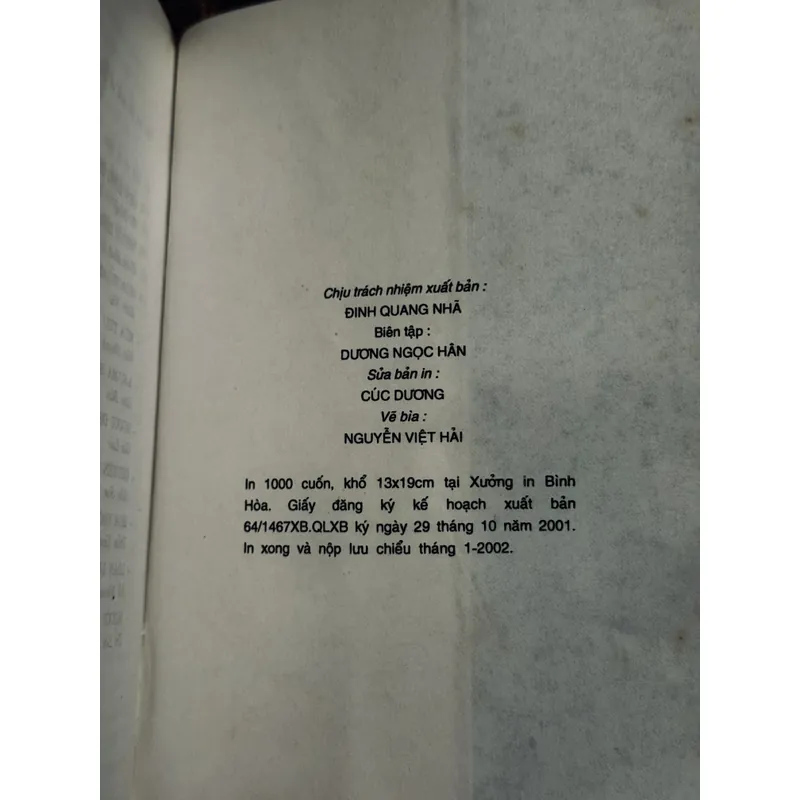 Chịu trách nhiệm xuất bản :
ĐINH QUANG NHÃ
Biên tập :
DƯƠNG NGỌC HÂN
Sửa bản in :
CÚC DƯƠNG
Vẽ bìa :
NGUYỄN VIỆT HẢI
In 1000 cuốn, khổ 13x19cm tại Xưởng in Bình
Hòa. Giấy đăng ký kế hoạch xuất bản
64/1467XB.QLXB ký ngày 29 tháng 10 năm 2001.
In xong và nộp lưu chiểu tháng 1-2002.